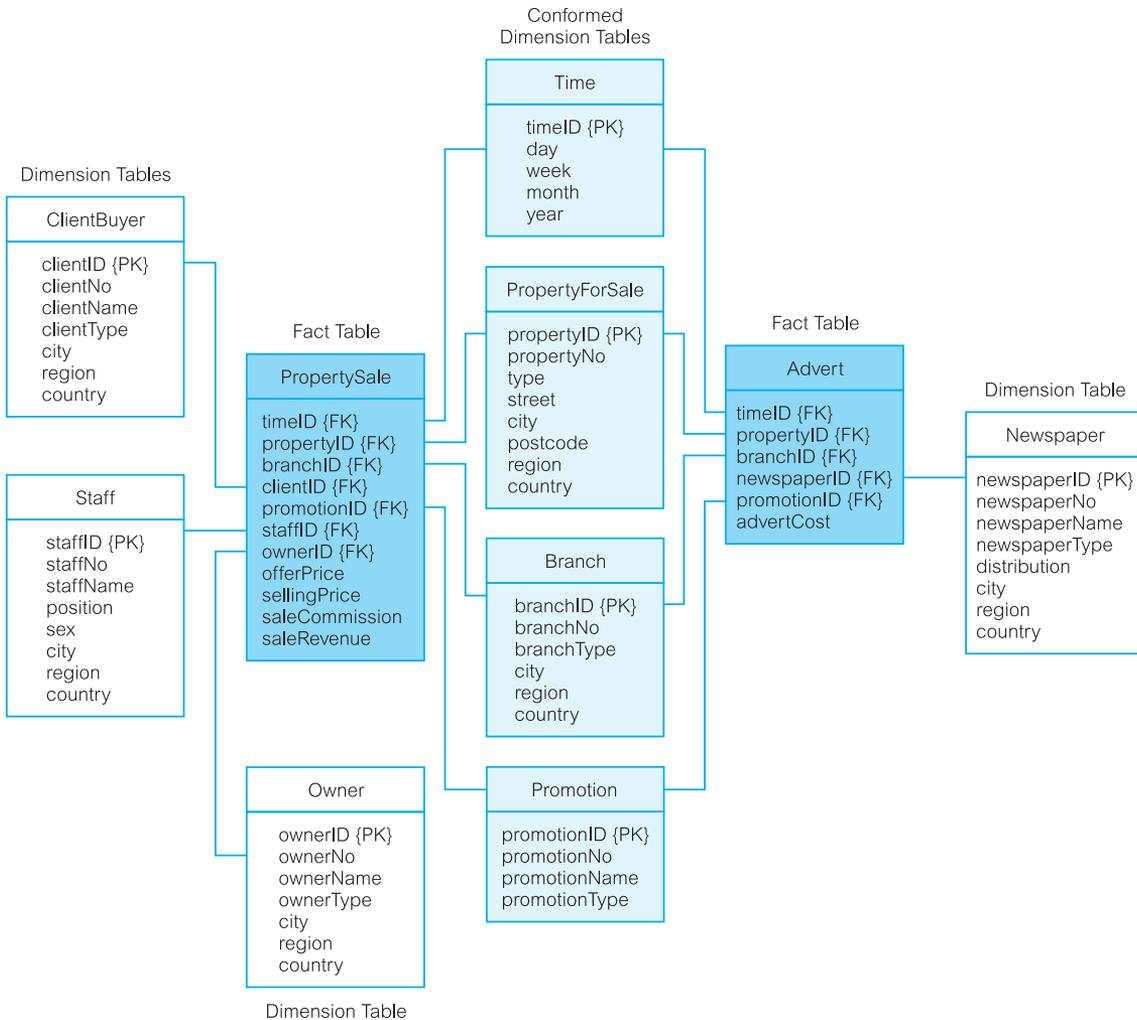 Conformed
Dimension Tables
Time
timeID {PK}
day
week
month
year
Dimension Tables
ClientBuyer
clientID {PK}
clientNo
clientName
clientType
city
region
country
Staff
staffID {PK}
staffNo
staffName
position
sex
city
region
country
Fact Table
PropertySale
timeID {FK}
propertyID {FK}
branchID {FK}
clientID {FK}
promotionID {FK}
staffID {FK}
ownerID {FK}
offerPrice
sellingPrice
saleCommission
saleRevenue
Owner
ownerID {PK}
ownerNo
ownerName
ownerType
city
region
country
Dimension Table
PropertyForSale
propertyID {PK}
propertyNo
type
street
city
postcode
region
country
Branch
branchID {PK}
branchNo
branchType
city
region
country
Promotion
promotionID {PK}
promotionNo
promotionName
promotionType
Fact Table
Advert
timeID {FK}
propertyID {FK}
branchID {FK}
newspaperID {FK}
promotionID {FK}
advertCost
Dimension Table
Newspaper
newspaperID {PK}
newspaperNo
newspaperName
newspaperType
distribution
city
region
country